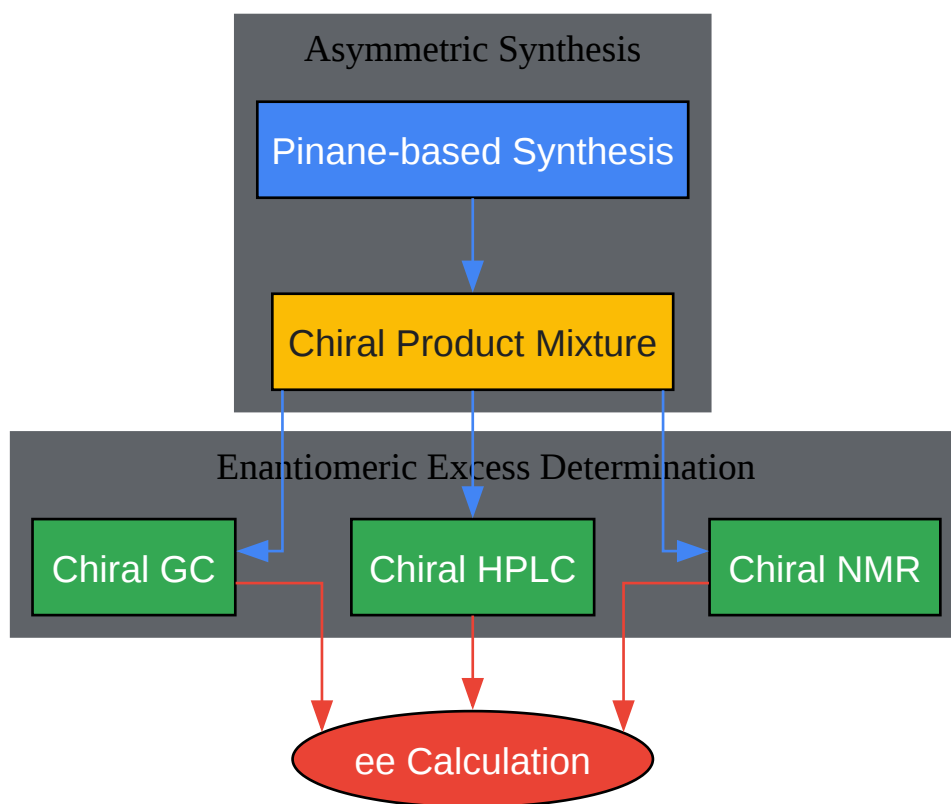 Asymmetric Synthesis
Pinane-based Synthesis
Chiral Product Mixture
Enantiomeric Excess Determination
Chiral GC
Chiral HPLC
Chiral NMR
ee Calculation